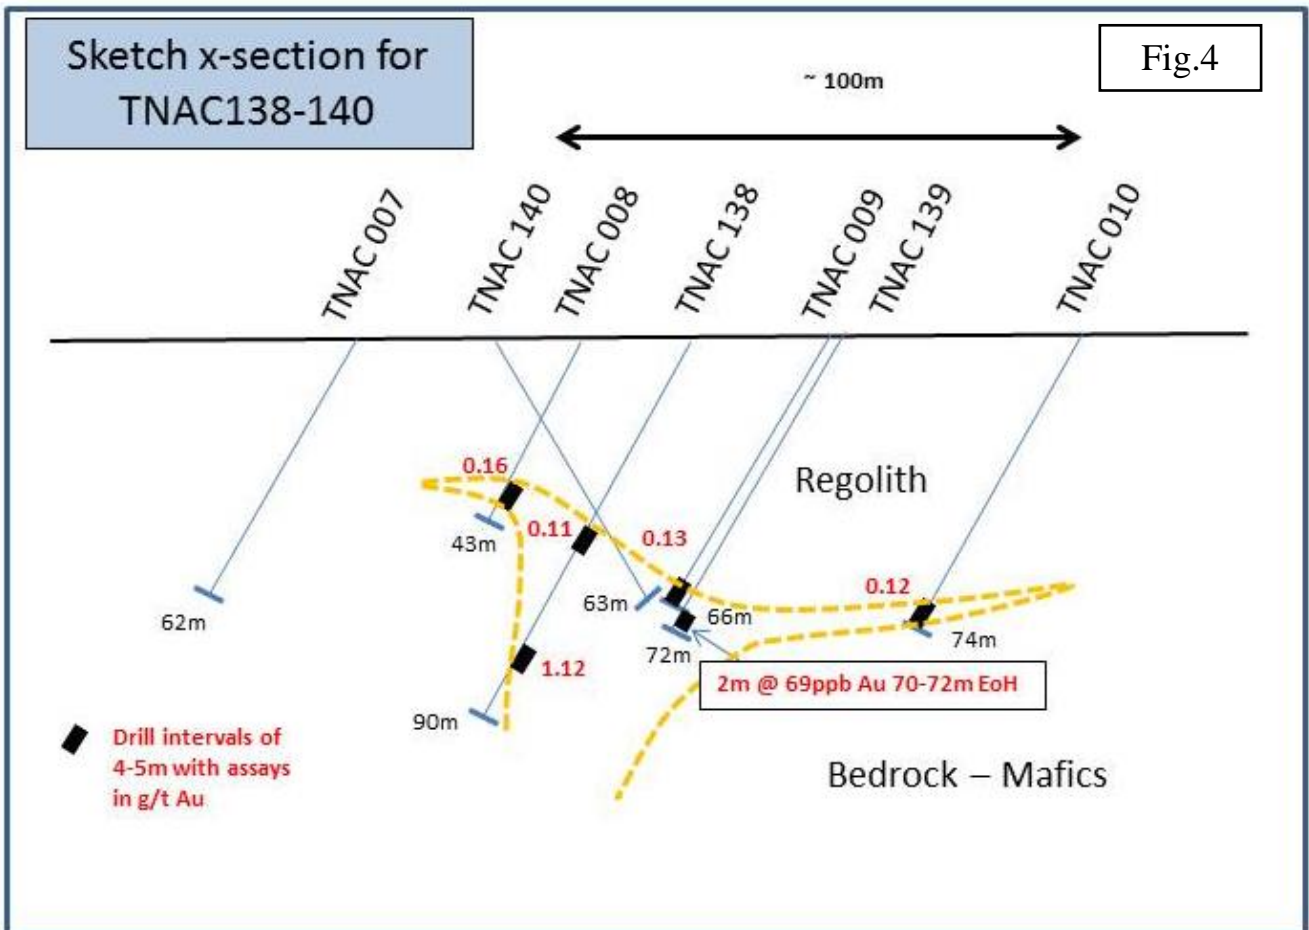 Sketch x-section for
TNAC138-140
Fig.4
~ 100m
TNAC 007
TNAC 140
TNAC 008
TNAC 138
TNAC 009
TNAC 139
TNAC 010
Regolith
0.16
0.11
0.13
0.12
43m
63m
66m
62m
72m
74m
1.12
2m @ 69ppb Au 70-72m EoH
90m
Drill intervals of
4-5m with assays
in g/t Au
Bedrock – Mafics